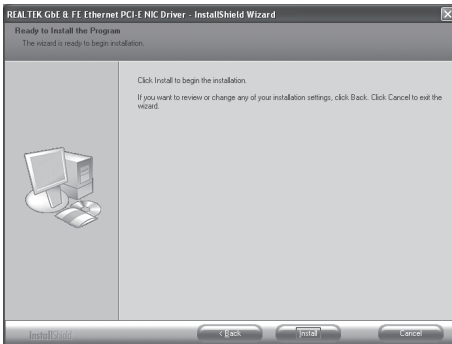 REALTEK GbE & FE Ethernet PCI-E NIC Driver - InstallShield Wizard
Ready to Install the Program
The wizard is ready to begin installation.
Click Install to begin the installation.
If you want to review or change any of your installation settings, click Back. Click Cancel to exit the
wizard.
InstallShield
< Back
Install
Cancel